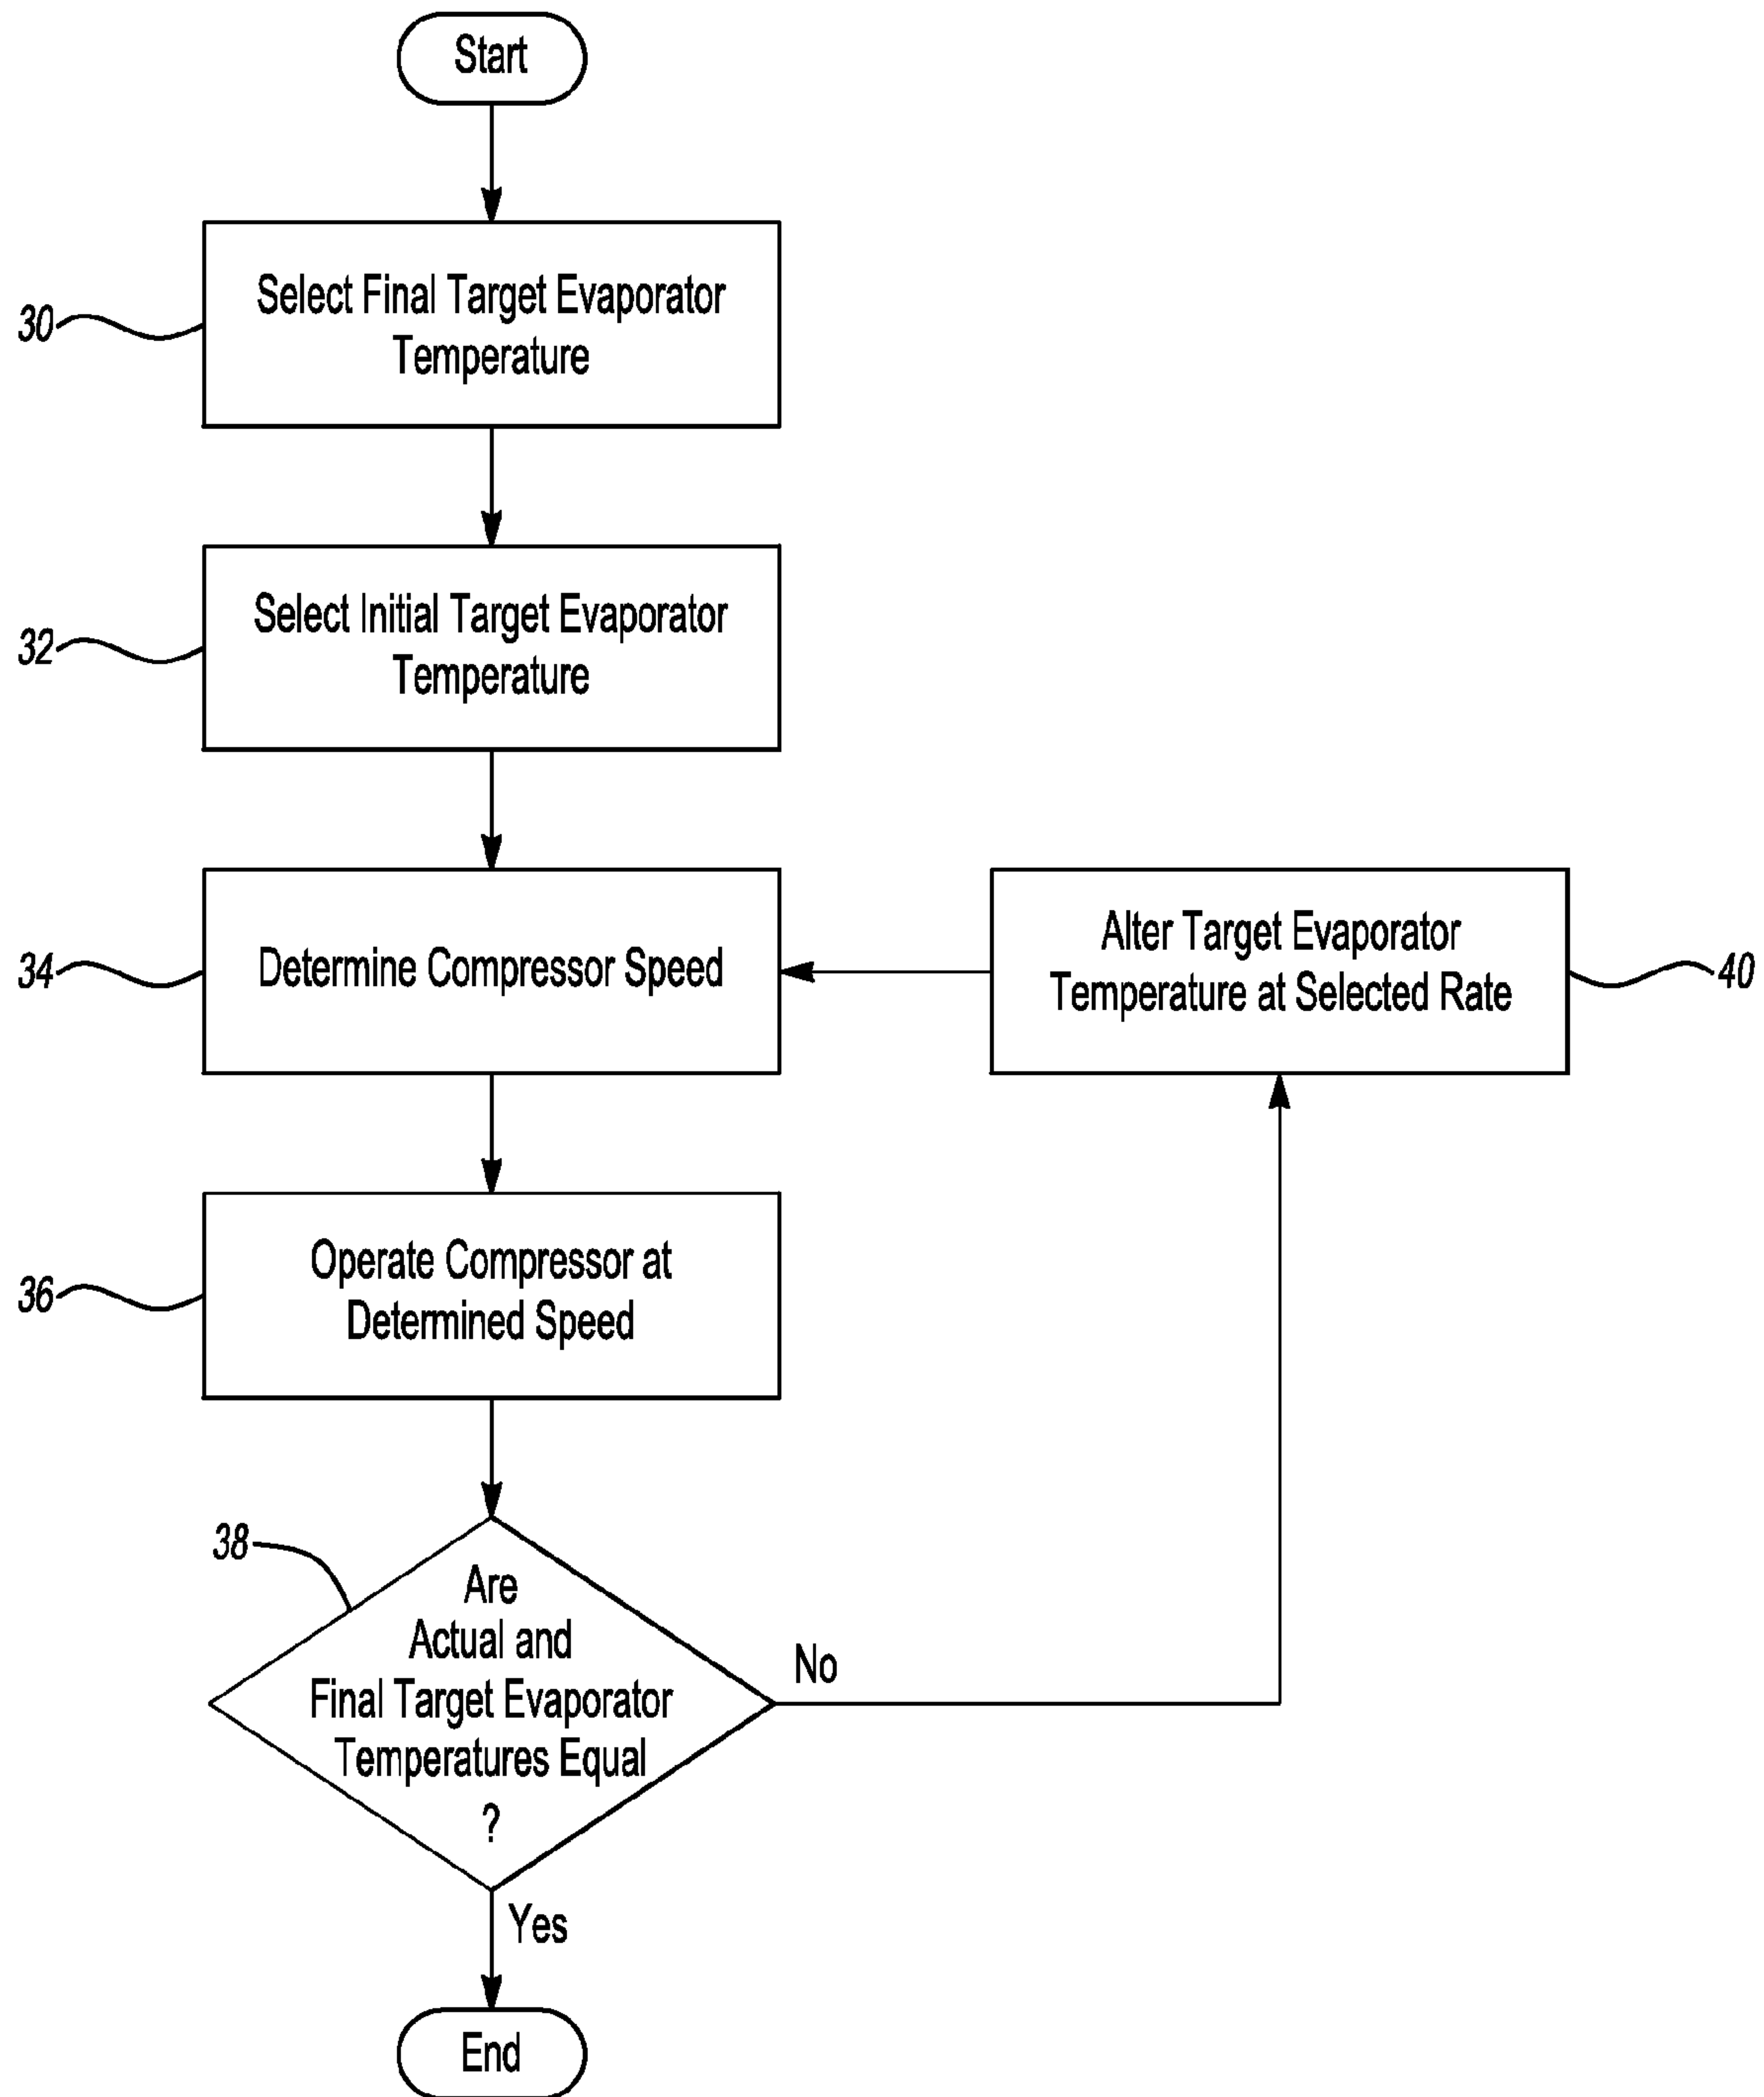 Start
30
Select Final Target Evaporator
Temperature
32
Select Initial Target Evaporator
Temperature
34
Determine Compressor Speed
Alter Target Evaporator
Temperature at Selected Rate
40
36
Operate Compressor at
Determined Speed
38
Are
Actual and
Final Target Evaporator
Temperatures Equal
?
No
Yes
End